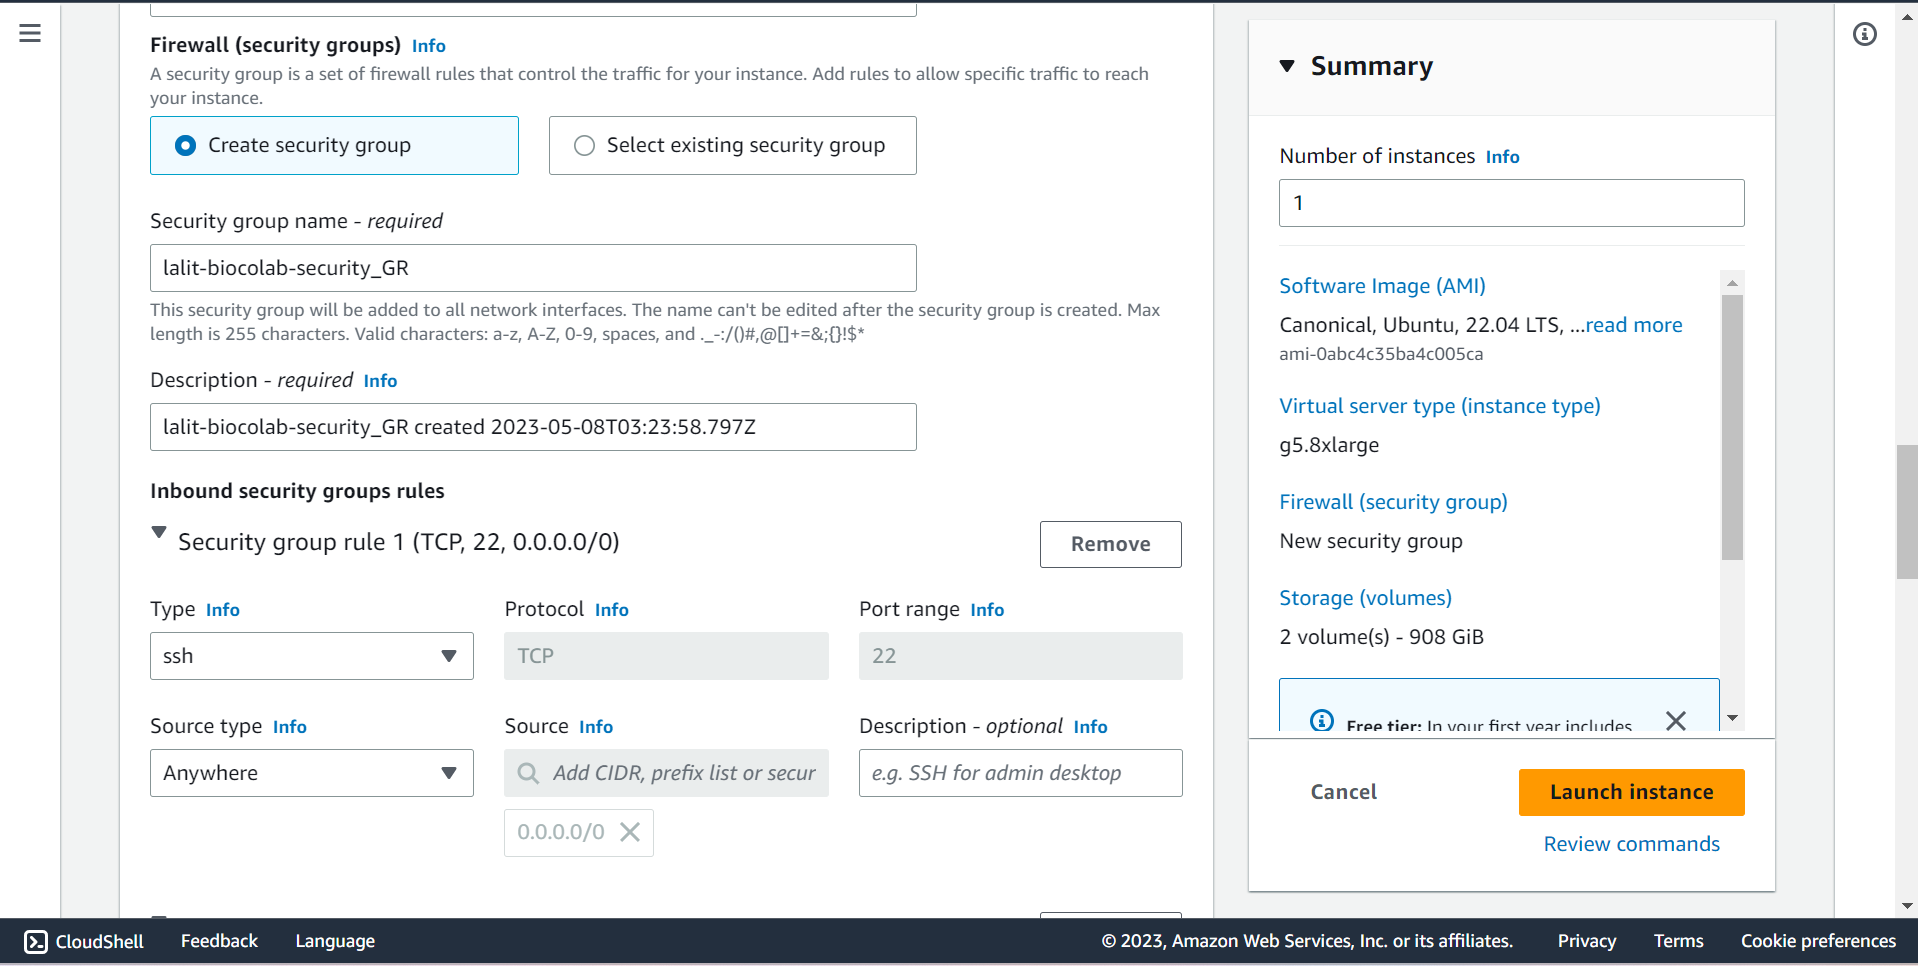 Firewall (security groups) Info
A security group is a set of firewall rules that control the traffic for your instance. Add rules to allow specific traffic to reach
your instance.
Create security group
Select existing security group
Security group name - required
lalit-biocolab-security_GR
This security group will be added to all network interfaces. The name can't be edited after the security group is created. Max
length is 255 characters. Valid characters: a-z, A-Z, 0-9, spaces, and ._-:/()#,@[]+=&;{}!$*
Description - required Info
lalit-biocolab-security_GR created 2023-05-08T03:23:58.797Z
Inbound security groups rules
Security group rule 1 (TCP, 22, 0.0.0.0/0)
Remove
Type Info
Protocol Info
Port range Info
ssh
TCP
22
Source type Info
Source Info
Description - optional Info
Anywhere
Add CIDR, prefix list or secur
e.g. SSH for admin desktop
0.0.0.0/0
Summary
Number of instances Info
1
Software Image (AMI)
Canonical, Ubuntu, 22.04 LTS, ...read more
ami-0abc4c35ba4c005ca
Virtual server type (instance type)
g5.8xlarge
Firewall (security group)
New security group
Storage (volumes)
2 volume(s) - 908 GiB
Free tier: In your first year includes
Cancel
Launch instance
Review commands
CloudShell
Feedback
Language
© 2023, Amazon Web Services, Inc. or its affiliates.
Privacy
Terms
Cookie preferences